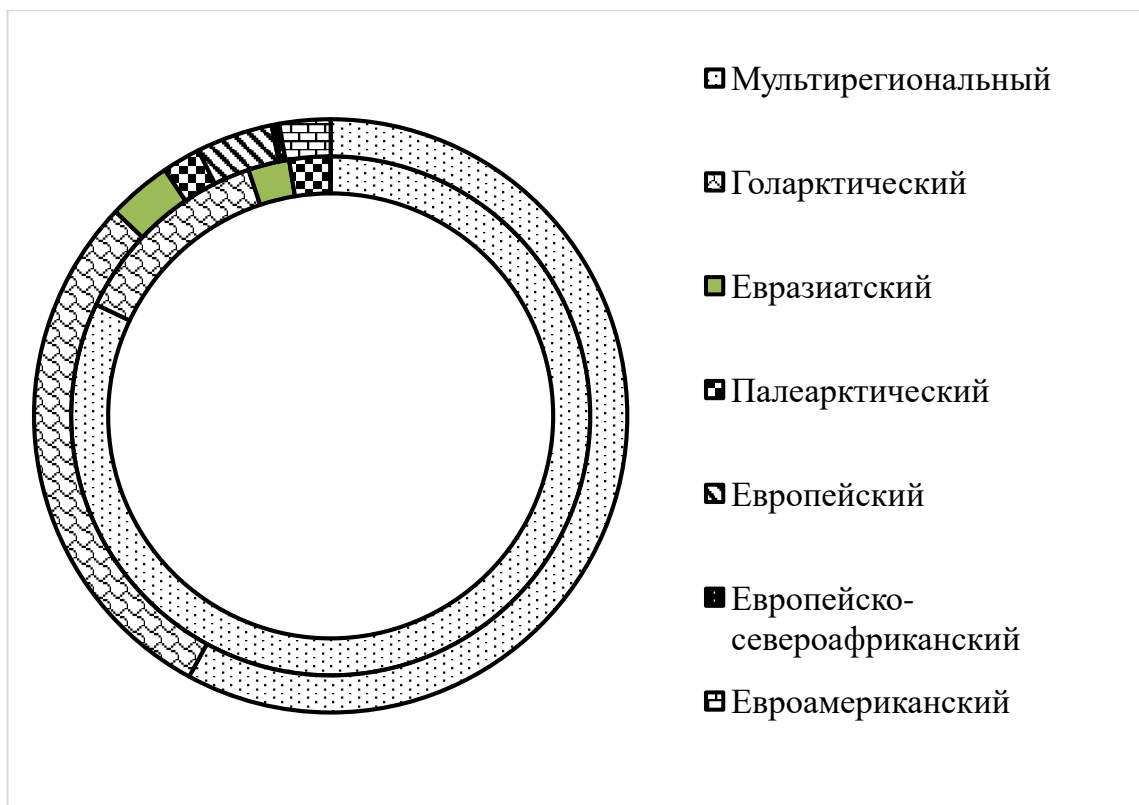 Мультирегиональный
Голарктический
Евразиатский
Палеарктический
Европейский
Европейско-
североафриканский
Евроамериканский